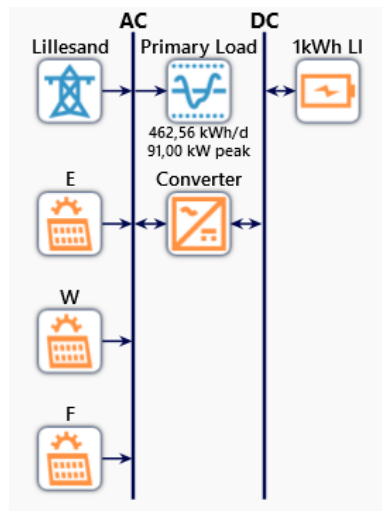 AC DC
Lillesand Primary Load 1kWh LI
462,56 kWh/d
91,00 kW peak
E Converter
W
F